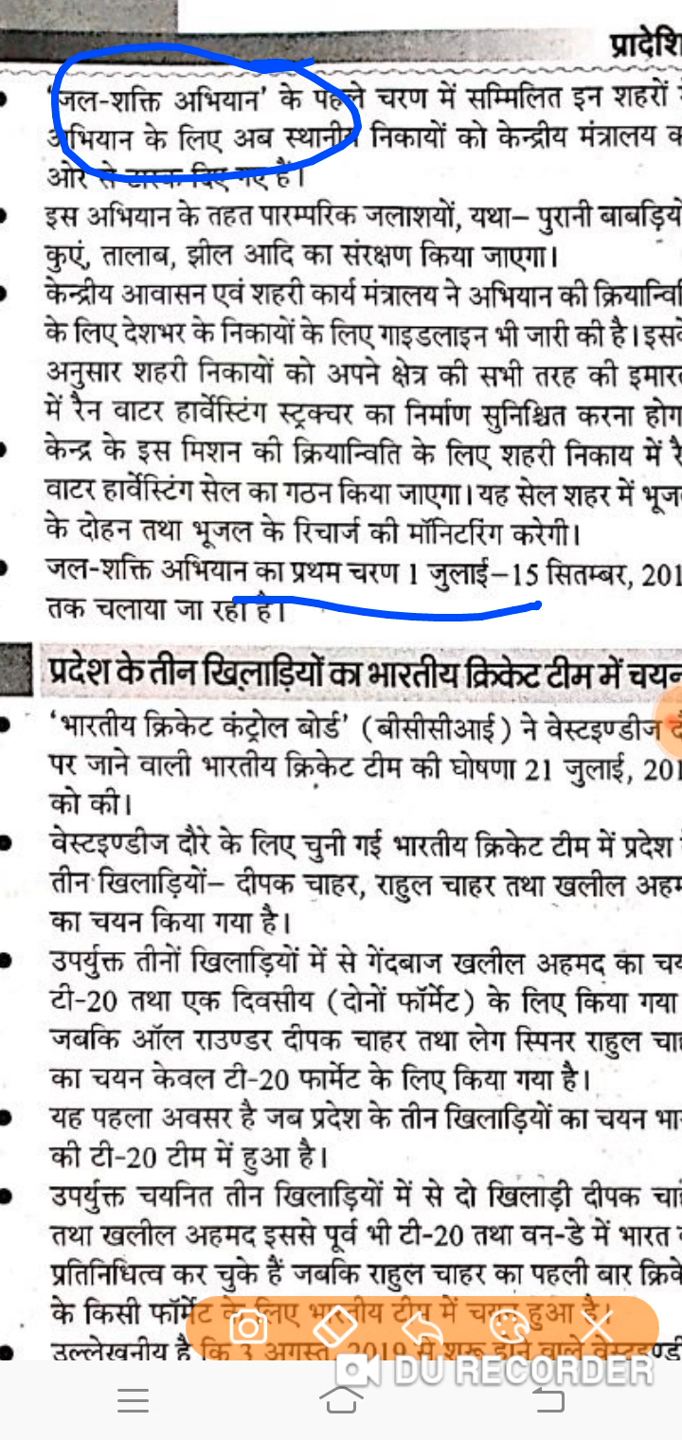 प्रादेशि
'जल-शक्ति अभियान' के पहले चरण में सम्मिलित इन शहरों
अभियान के लिए अब स्थानीय निकायों को केन्द्रीय मंत्रालय
ओर से टास्क दिए गए हैं।
इस अभियान के तहत पारम्परिक जलाशयों, यथा– पुरानी बाबड़ियों
कुएं, तालाब, झील आदि का संरक्षण किया जाएगा।
केन्द्रीय आवासन एवं शहरी कार्य मंत्रालय ने अभियान की क्रियान्वि
के लिए देशभर के निकायों के लिए गाइडलाइन भी जारी की है। इसके
अनुसार शहरी निकायों को अपने क्षेत्र की सभी तरह की इमारत
में रैन वाटर हार्वेस्टिंग स्ट्रक्चर का निर्माण सुनिश्चित करना होग
केन्द्र के इस मिशन की क्रियान्विति के लिए शहरी निकाय में रै
वाटर हार्वेस्टिंग सेल का गठन किया जाएगा। यह सेल शहर में भूज
के दोहन तथा भूजल के रिचार्ज की मॉनिटरिंग करेगी।
जल-शक्ति अभियान का प्रथम चरण 1 जुलाई–15 सितम्बर, 201
तक चलाया जा रहा है।
प्रदेश के तीन खिलाड़ियों का भारतीय क्रिकेट टीम में चयन
'भारतीय क्रिकेट कंट्रोल बोर्ड' (बीसीसीआई) ने वेस्टइण्डीज
पर जाने वाली भारतीय क्रिकेट टीम की घोषणा 21 जुलाई, 201
को की।
वेस्टइण्डीज दौरे के लिए चुनी गई भारतीय क्रिकेट टीम में प्रदेश
तीन खिलाड़ियों– दीपक चाहर, राहुल चाहर तथा खलील अहम
का चयन किया गया है।
उपर्युक्त तीनों खिलाड़ियों में से गेंदबाज खलील अहमद का चय
टी-20 तथा एक दिवसीय (दोनों फॉर्मेट) के लिए किया गया
जबकि ऑल राउण्डर दीपक चाहर तथा लेग स्पिनर राहुल चा
का चयन केवल टी-20 फार्मेट के लिए किया गया है।
यह पहला अवसर है जब प्रदेश के तीन खिलाड़ियों का चयन भा
की टी-20 टीम में हुआ है।
उपर्युक्त चयनित तीन खिलाड़ियों में से दो खिलाड़ी दीपक चा
तथा खलील अहमद इससे पूर्व भी टी-20 तथा वन-डे में भारत
प्रतिनिधित्व कर चुके हैं जबकि राहुल चाहर का पहली बार क्रिके
के किसी फॉर्मेट के लिए भारतीय टीम में चयन हुआ है।
उल्लेखनीय है कि 3 अगस्त, 2019 से शुरू होने वाले वेस्टइण्डी
DU RECORDER